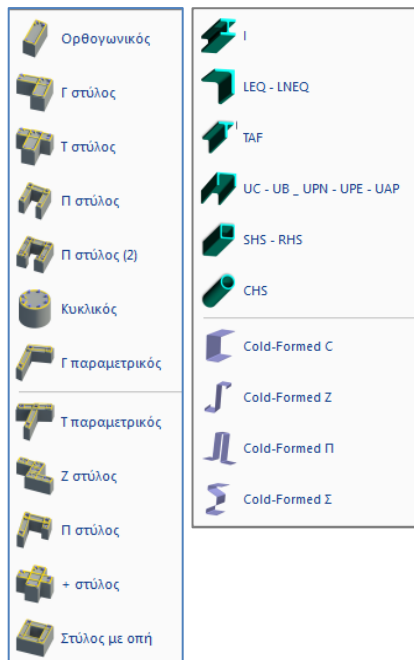 Ορθογωνικός
Γ στύλος
Τ στύλος
Π στύλος
Π στύλος (2)
Κυκλικός
Γ παραμετρικός
Τ παραμετρικός
Ζ στύλος
Π στύλος
+ στύλος
Στύλος με οπή
I
LEQ - LNEQ
TAF
UC - UB _ UPN - UPE - UAP
SHS - RHS
CHS
Cold-Formed C
Cold-Formed Z
Cold-Formed Π
Cold-Formed Σ